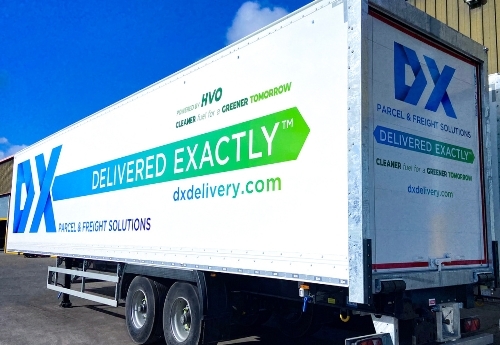 POWERED BY HVO
CLEANER fuel for a GREENER TOMORROW
DX DELIVERED EXACTLY™
dxdelivery.com
PARCEL & FREIGHT SOLUTIONS
DX
PARCEL & FREIGHT SOLUTIONS
DELIVERED EXACTLY™
CLEANER fuel for a GREENER TOMORROW
dxdelivery.com